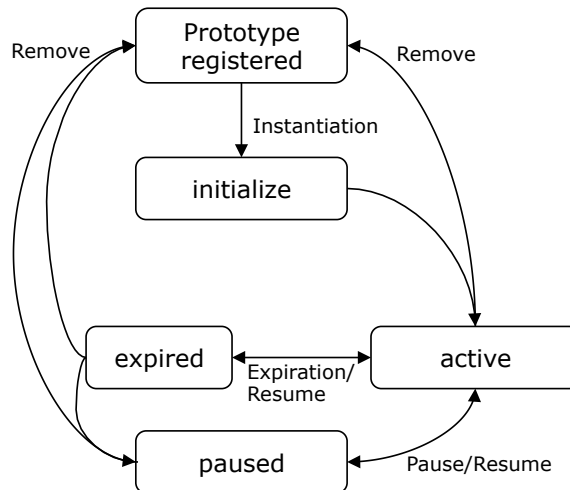 Prototype
registered
Remove
Remove
Instantiation
initialize
expired
Expiration/
Resume
active
paused
Pause/Resume